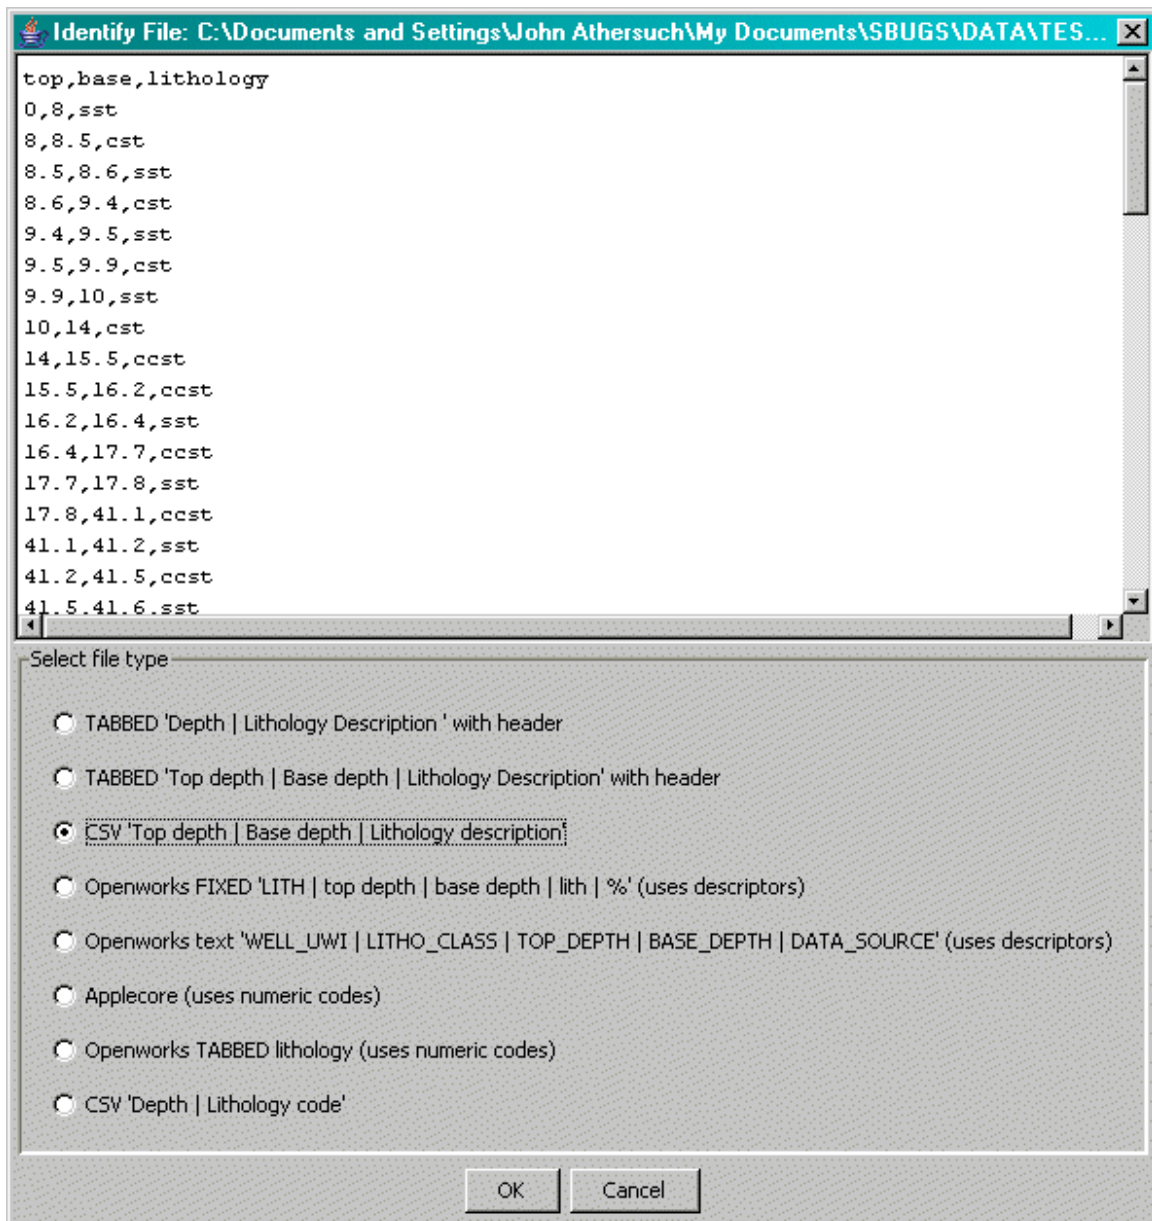 Identify File: C:\Documents and Settings\John Athersuch\My Documents\SBUGS\DATA\TES...
top,base,lithology
0,8,sst
8,8.5,cst
8.5,8.6,sst
8.6,9.4,cst
9.4,9.5,sst
9.5,9.9,cst
9.9,10,sst
10,14,cst
14,15.5,ccst
15.5,16.2,ccst
16.2,16.4,sst
16.4,17.7,ccst
17.7,17.8,sst
17.8,41.1,ccst
41.1,41.2,sst
41.2,41.5,ccst
41.5,41.6,sst
Select file type
TABBED 'Depth | Lithology Description ' with header
TABBED 'Top depth | Base depth | Lithology Description' with header
CSV 'Top depth | Base depth | Lithology description'
Openworks FIXED 'LITH | top depth | base depth | lith | %' (uses descriptors)
Openworks text 'WELL_UWI | LITHO_CLASS | TOP_DEPTH | BASE_DEPTH | DATA_SOURCE' (uses descriptors)
Applecore (uses numeric codes)
Openworks TABBED lithology (uses numeric codes)
CSV 'Depth | Lithology code'
OK Cancel